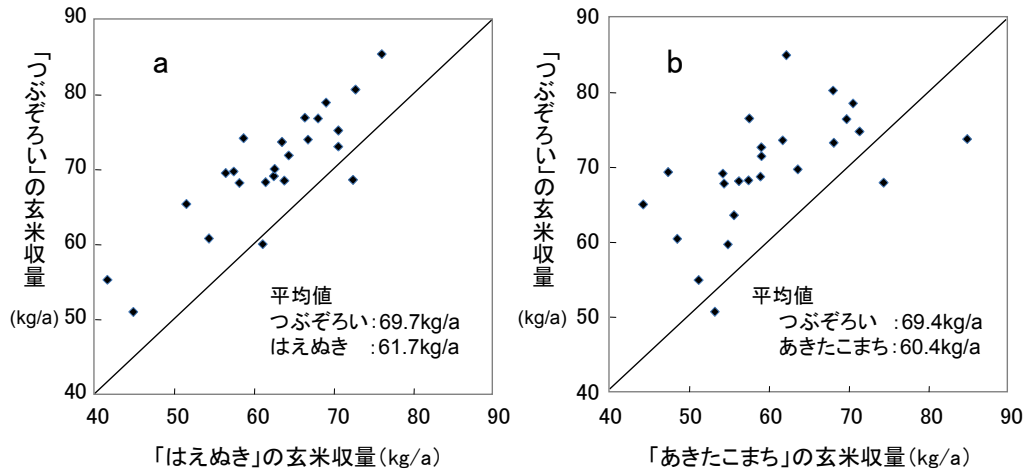 a
「つぶぞろい」の玄米収量
(kg/a)
90
80
70
60
50
40
40
50
60
70
80
90
平均値
つぶぞろい:69.7kg/a
はえぬき :61.7kg/a
「はえぬき」の玄米収量(kg/a)
b
「つぶぞろい」の玄米収量
(kg/a)
90
80
70
60
50
40
40
50
60
70
80
90
平均値
つぶぞろい :69.4kg/a
あきたこまち:60.4kg/a
「あきたこまち」の玄米収量(kg/a)